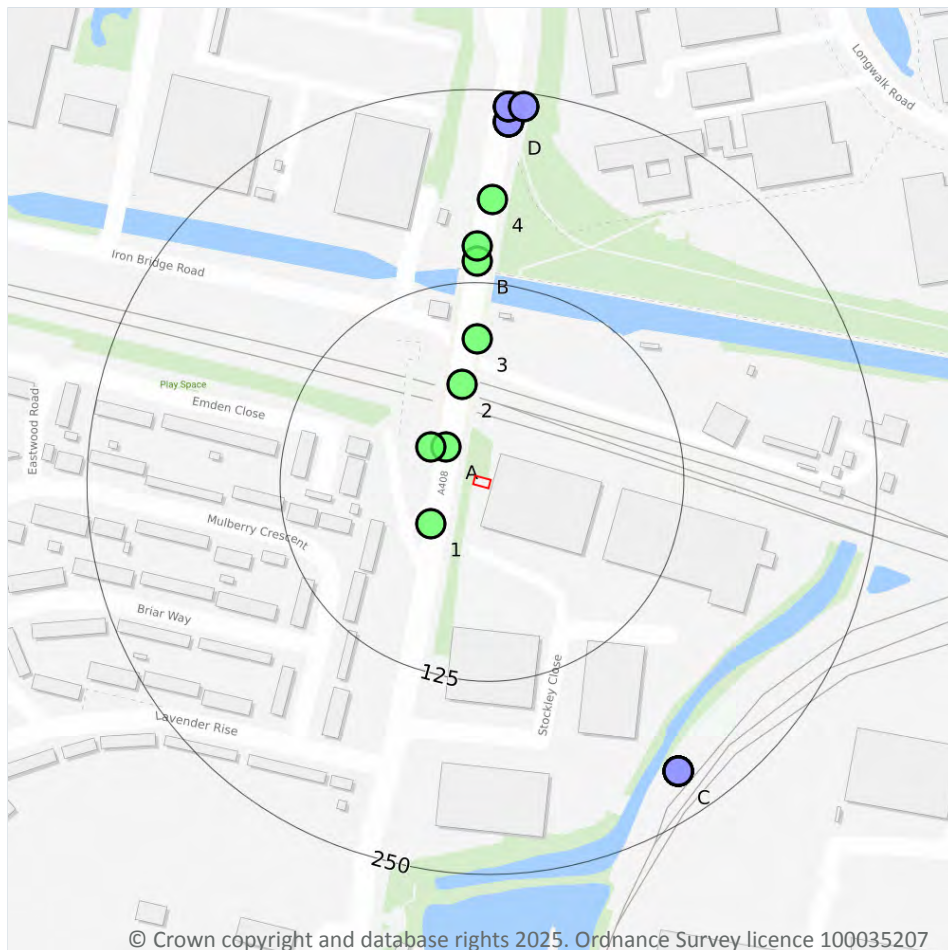 Longwalk Road
D
4
B
Iron Bridge Road
3
Play Space
2
Emden Close
Eastwood Road
A
A408
Mulberry Crescent
1
Briar Way
125
Stockley Close
Lavender Rise
C
250
© Crown copyright and database rights 2025. Ordnance Survey licence 100035207